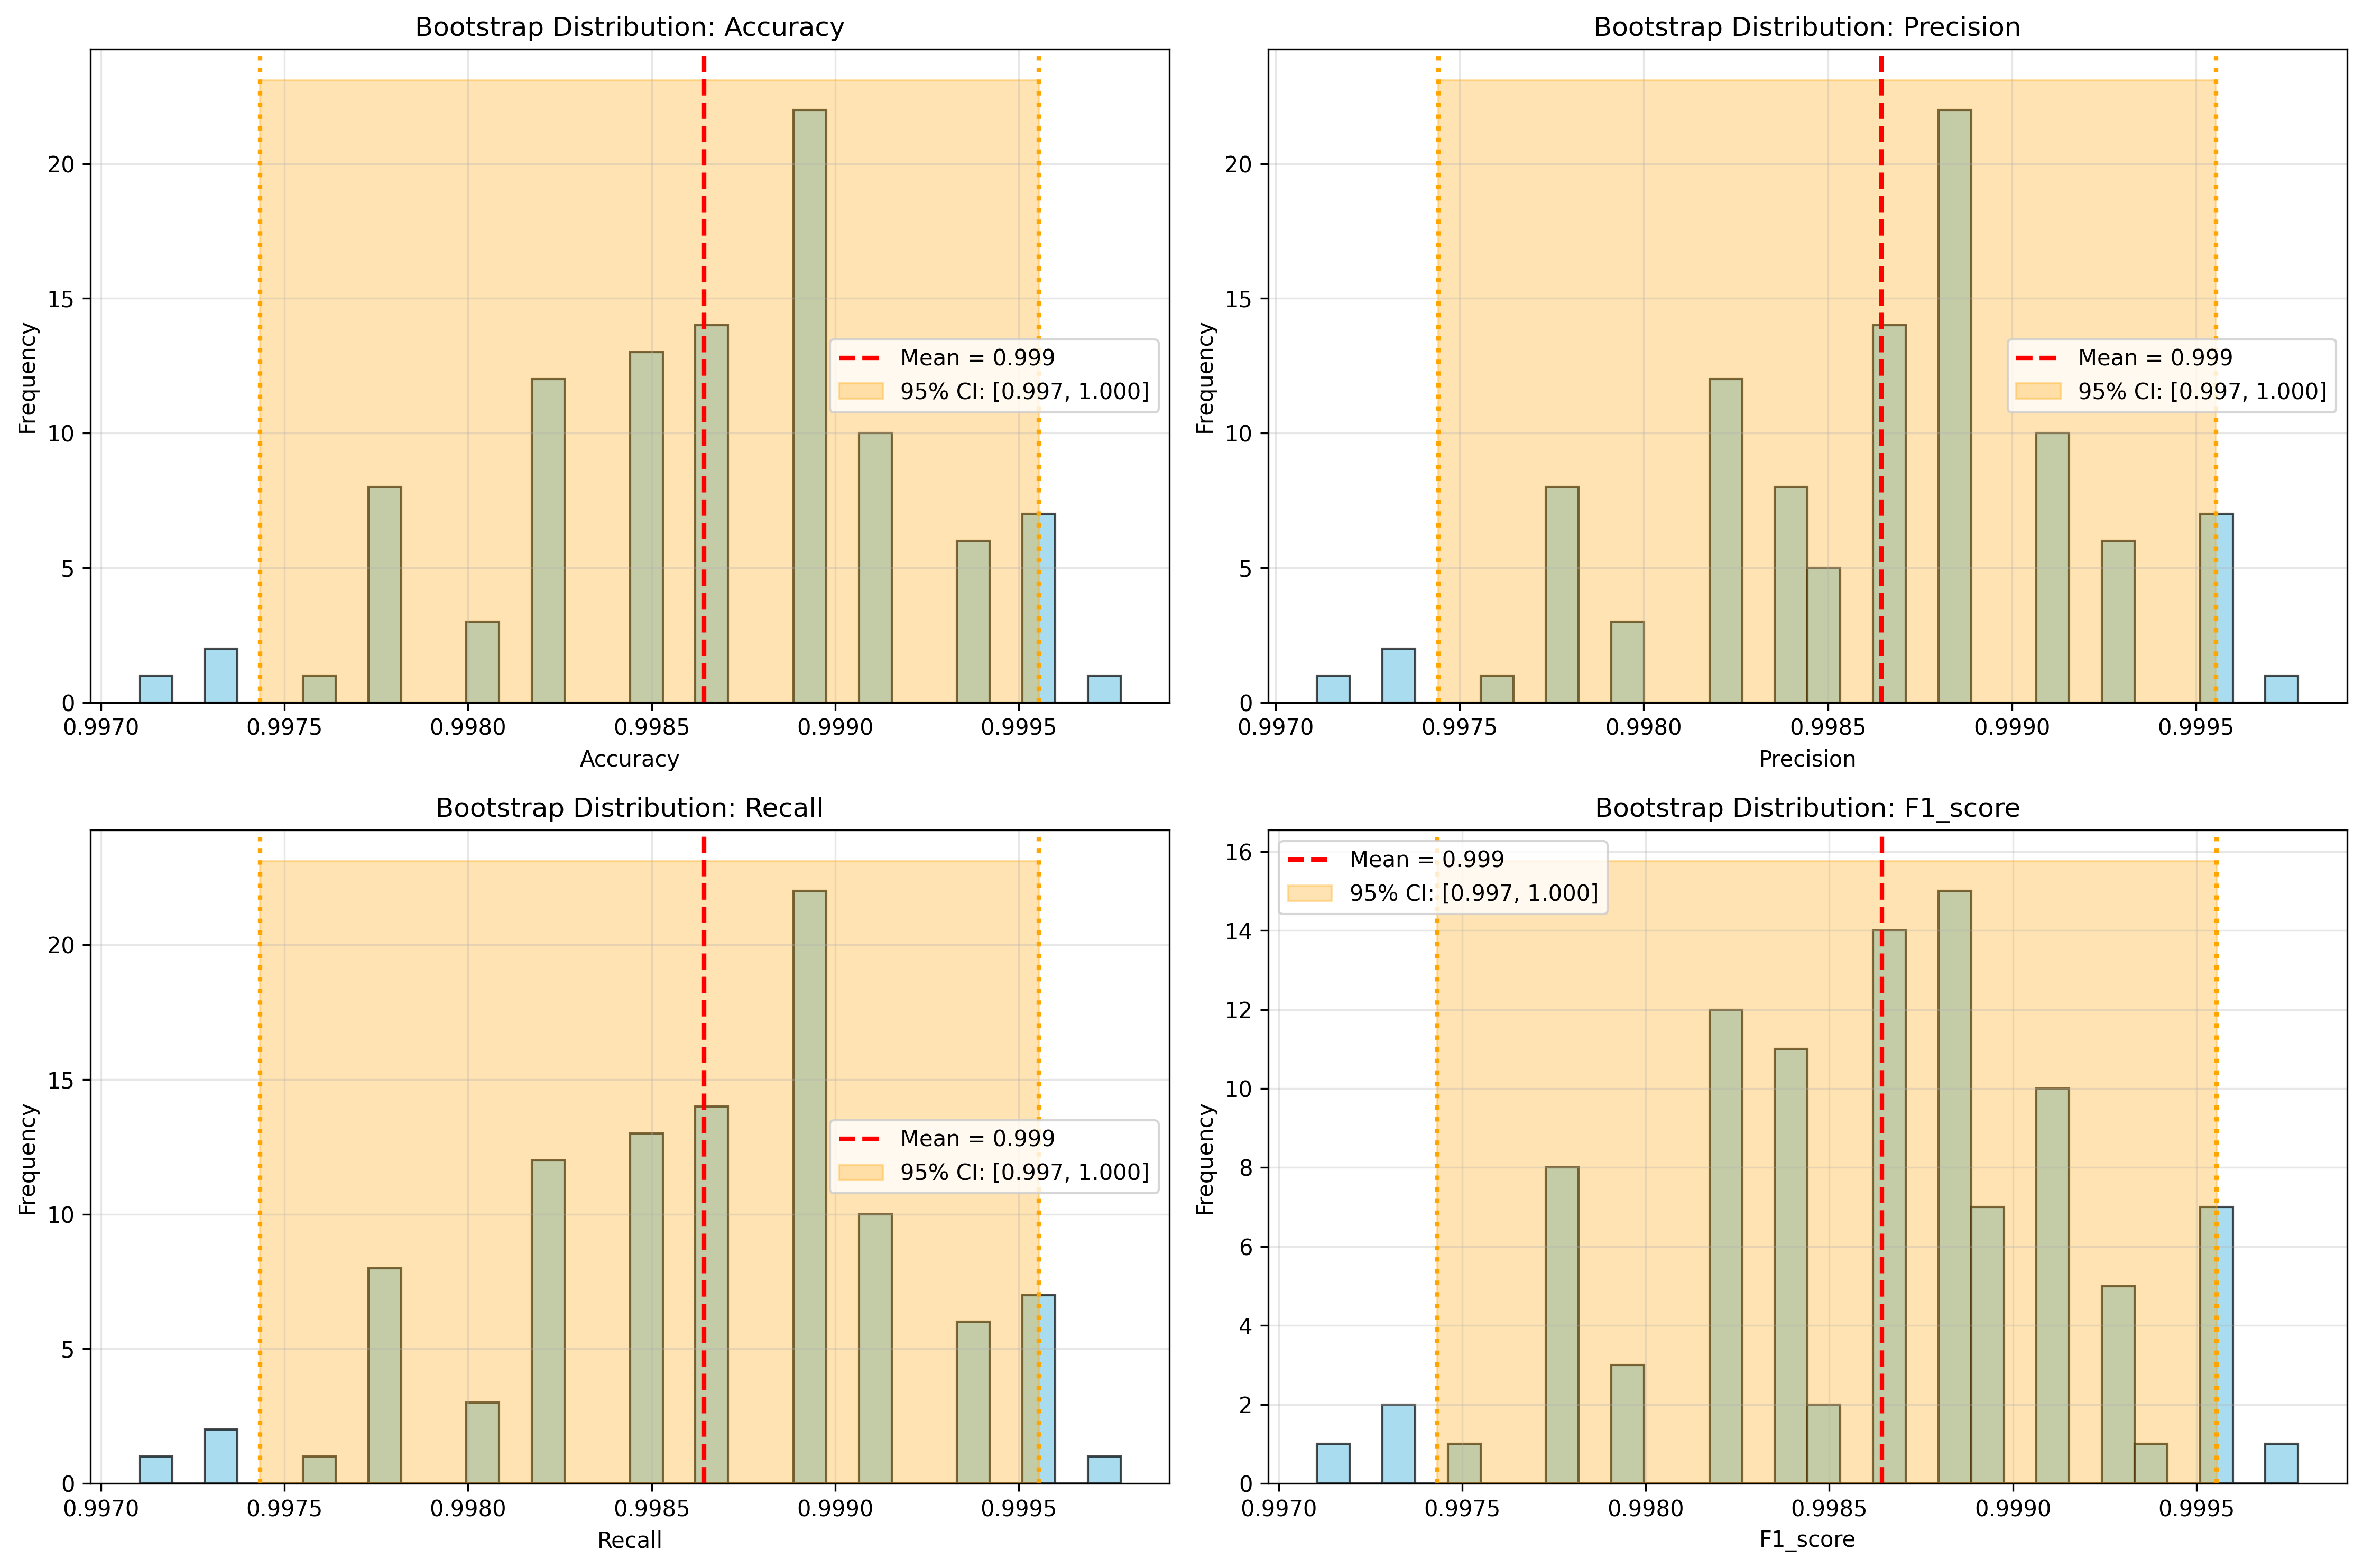 Bootstrap Distribution: Accuracy
20
15
10
5
0
Frequency
Mean = 0.999
95% CI: [0.997, 1.000]
0.9970 0.9975 0.9980 0.9985 0.9990 0.9995
Accuracy
Bootstrap Distribution: Precision
20
15
10
5
0
Frequency
Mean = 0.999
95% CI: [0.997, 1.000]
0.9970 0.9975 0.9980 0.9985 0.9990 0.9995
Precision
Bootstrap Distribution: Recall
20
15
10
5
0
Frequency
Mean = 0.999
95% CI: [0.997, 1.000]
0.9970 0.9975 0.9980 0.9985 0.9990 0.9995
Recall
Bootstrap Distribution: F1_score
16
14
12
10
8
6
4
2
0
Frequency
Mean = 0.999
95% CI: [0.997, 1.000]
0.9970 0.9975 0.9980 0.9985 0.9990 0.9995
F1_score